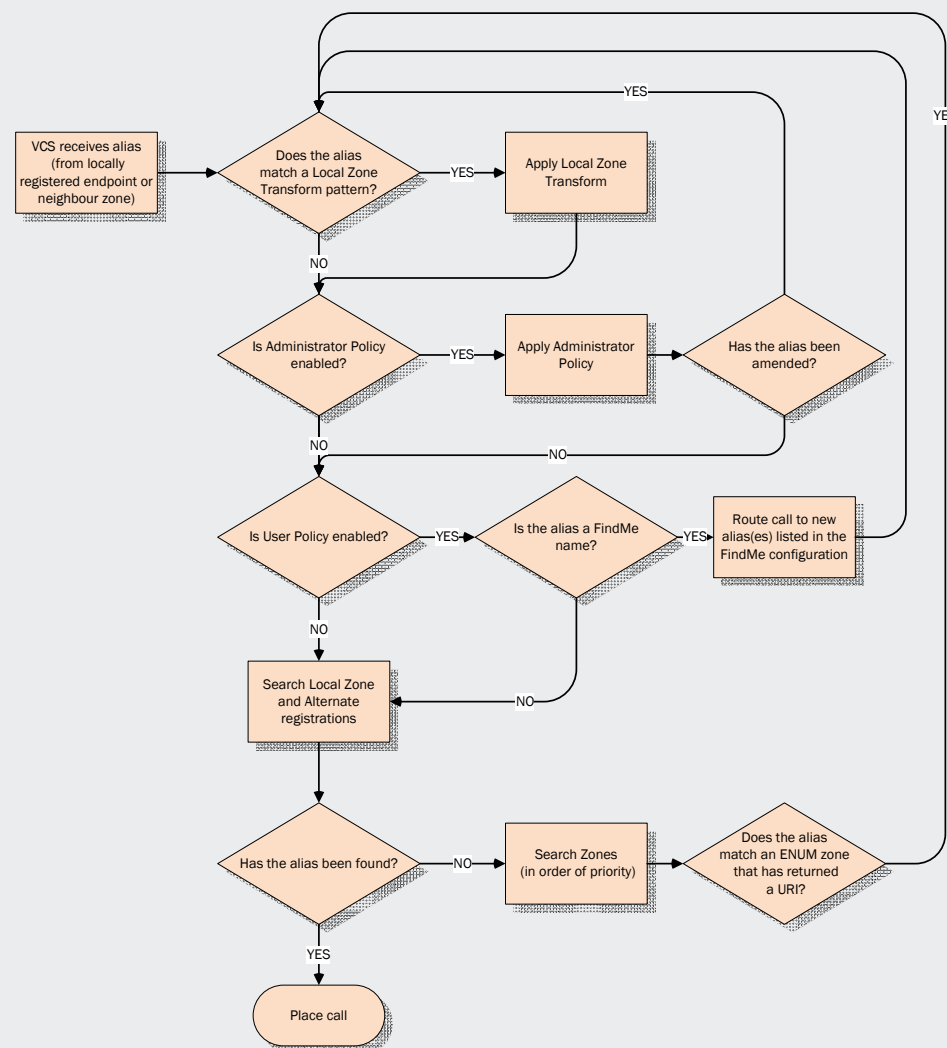 YES
YE
VCS receives alias
(from locally
registered endpoint or
neighbour zone)
Does the alias
match a Local Zone
Transform pattern?
YES
Apply Local Zone
Transform
NO
Is Administrator Policy
enabled?
YES
Apply Administrator
Policy
Has the alias been
amended?
NO
NO
Is User Policy enabled?
YES
Is the alias a FindMe
name?
YES
Route call to new
alias(es) listed in the
FindMe configuration
NO
Search Local Zone
and Alternate
registrations
NO
Has the alias been found?
NO
Search Zones
(in order of priority)
Does the alias
match an ENUM zone
that has returned
a URI?
YES
Place call